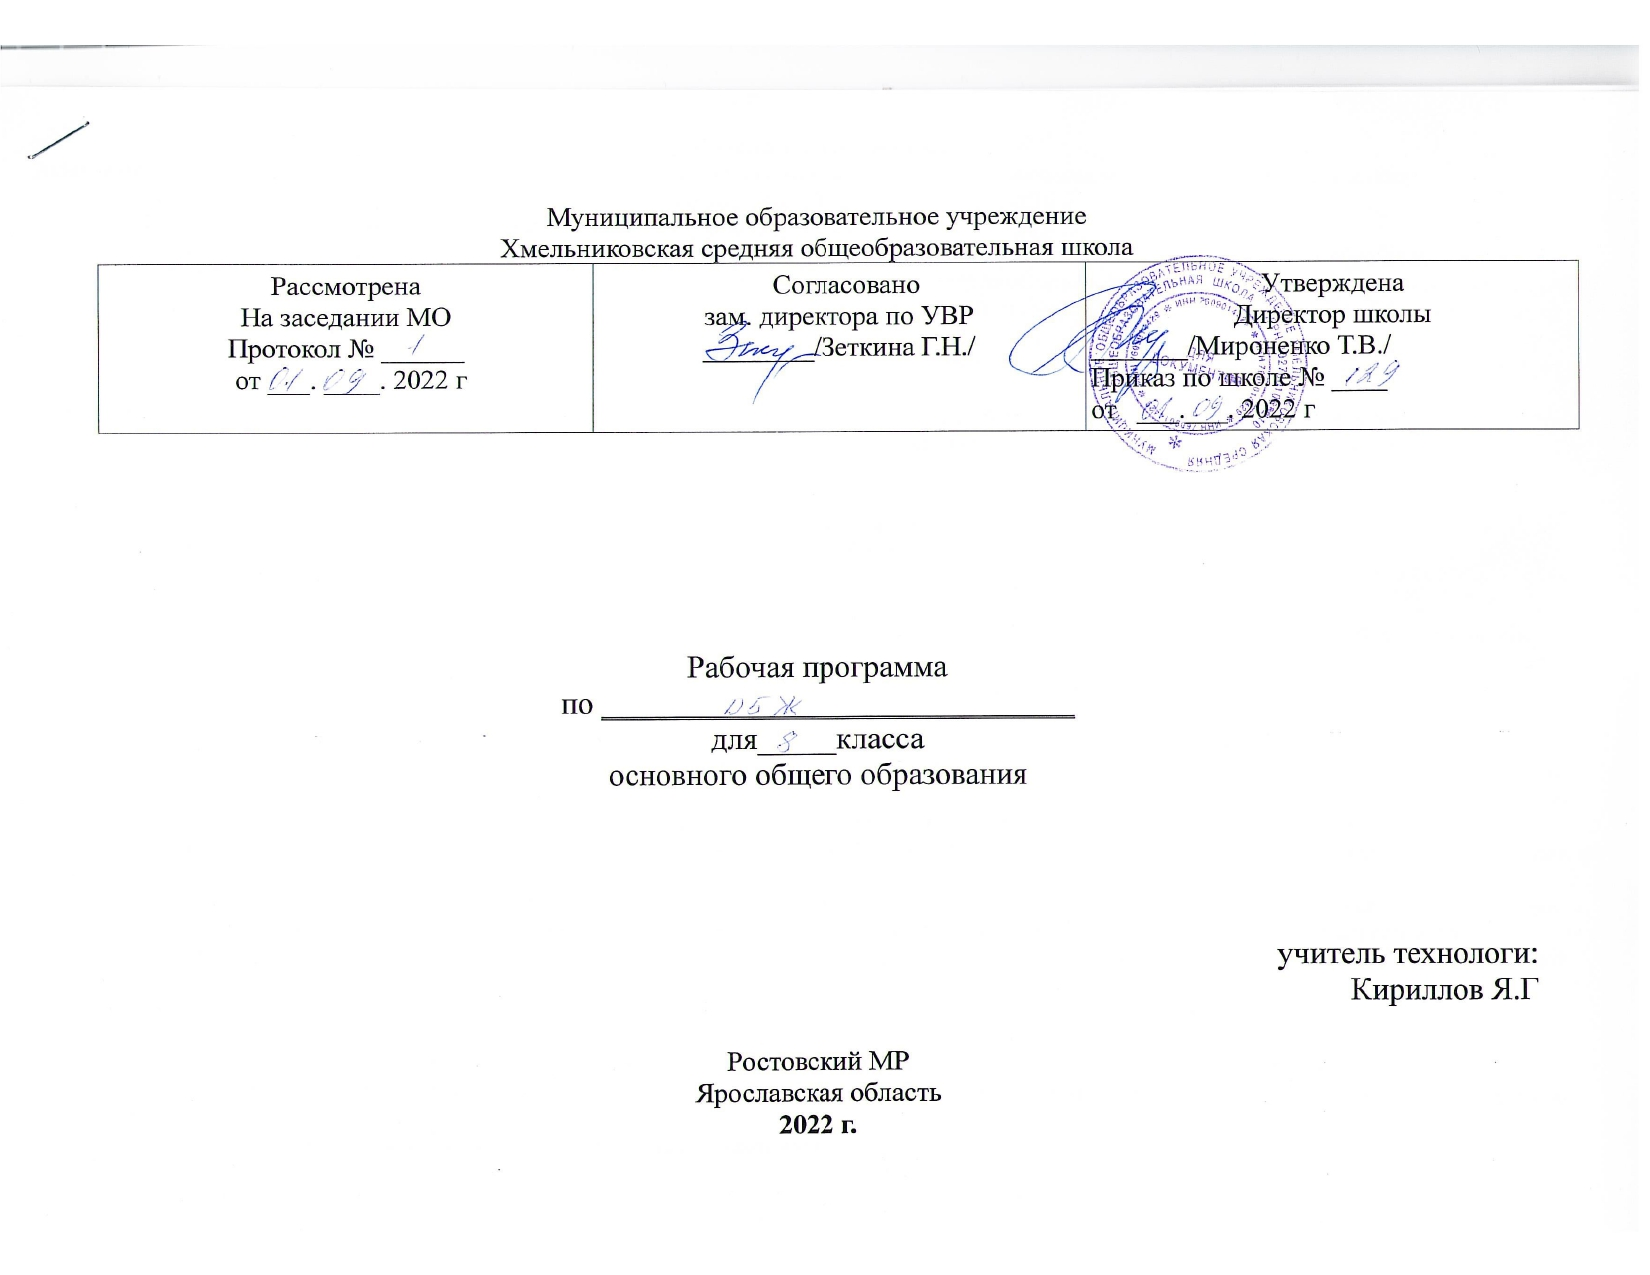 Муниципальное образовательное учреждение
Хмельниковская средняя общеобразовательная школа
Рассмотрена
На заседании МО
Протокол № 1
от 01.09. 2022 г
Согласовано
зам. директора по УВР
/Зеткина Г.Н./
Утверждена
Директор школы
/Мироненко Т.В./
Приказ по школе № 129
от 01.09. 2022 г
Рабочая программа
по ОБЖ
для 8 класса
основного общего образования
учитель технологи:
Кириллов Я.Г
Ростовский МР
Ярославская область
2022 г.